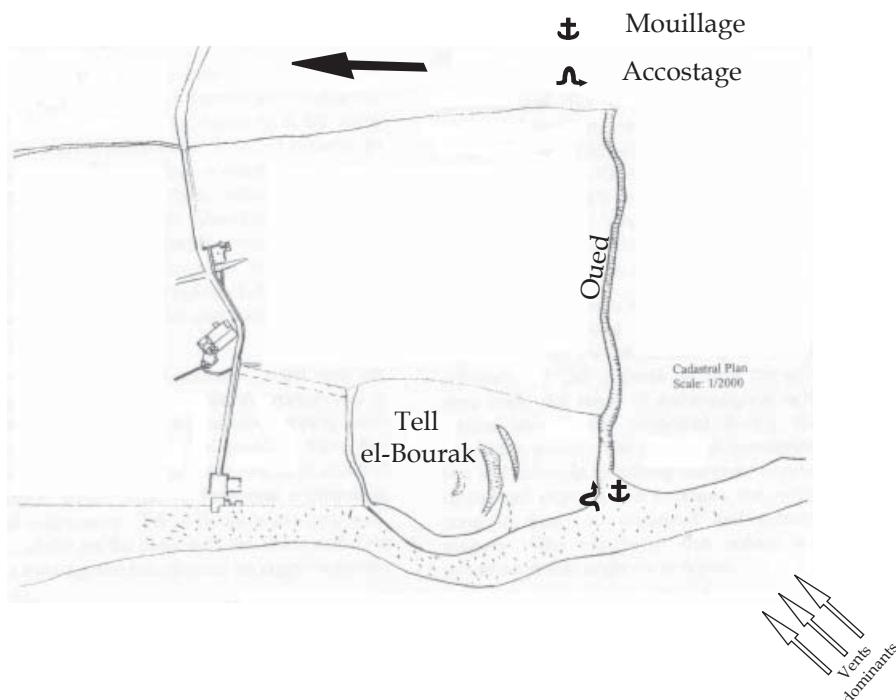 Mouillage
Accostage
Oued
Cadastral Plan
Scale: 1/2000
Tell
el-Bourak
Vents
dominants